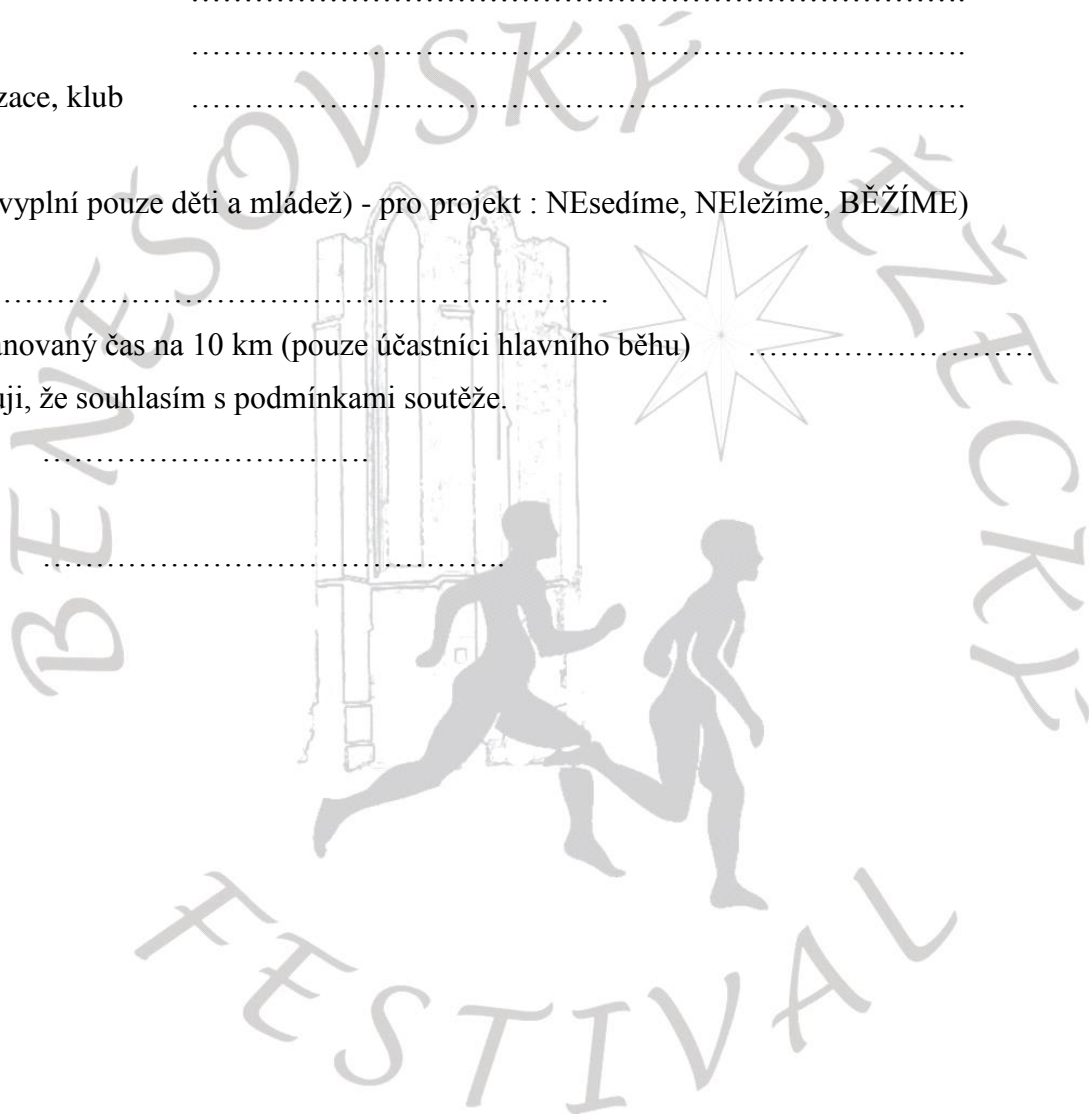 ……………………………………………………………….
……………………………………………………………….
zace, klub ……………………………………………………………….
vyplní pouze děti a mládež) - pro projekt : NEsedíme, NEležíme, BĚŽÍME)
…………………………………………………
anovaný čas na 10 km (pouze účastníci hlavního běhu) ………………………
uji, že souhlasím s podmínkami soutěže.
………………………….
……………………………………..
BENEŠOVSKÝ BĚŽECKÝ
FESTIVAL